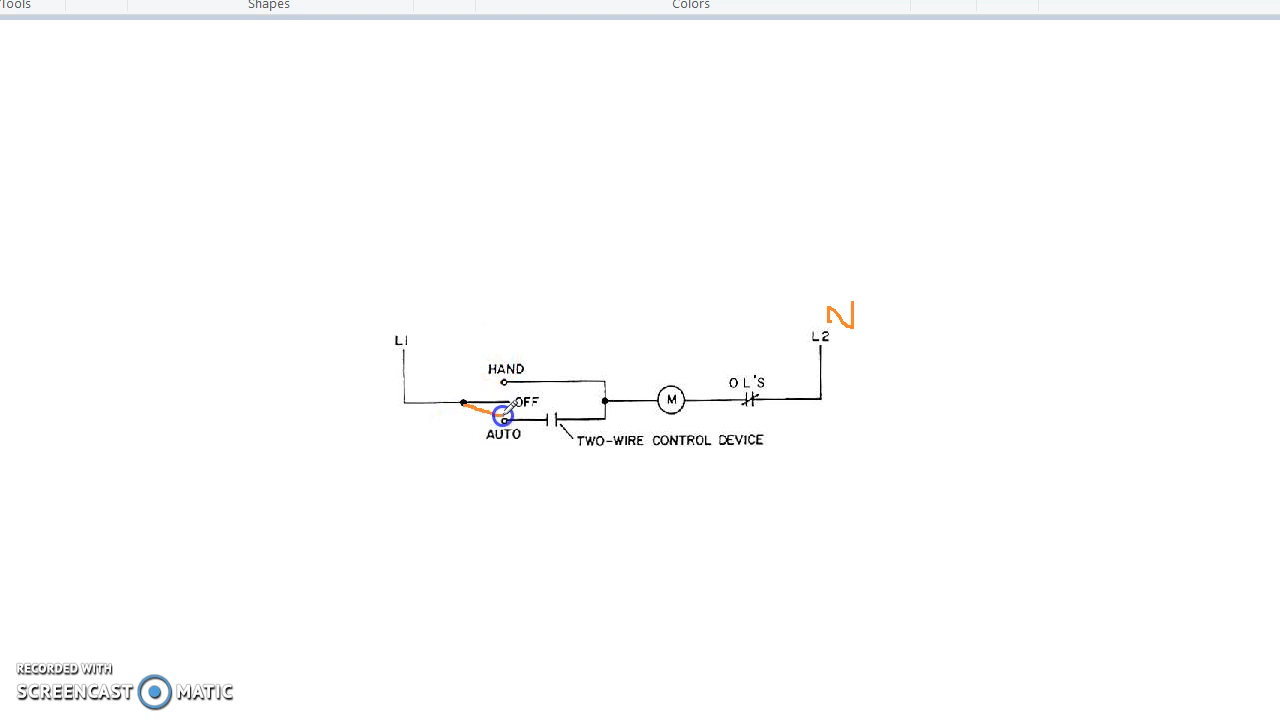 Tools Shapes Colors
N
L1 L2
HAND
O L'S
OFF
AUTO
TWO-WIRE CONTROL DEVICE
M
RECORDED WITH
SCREENCAST MATIC